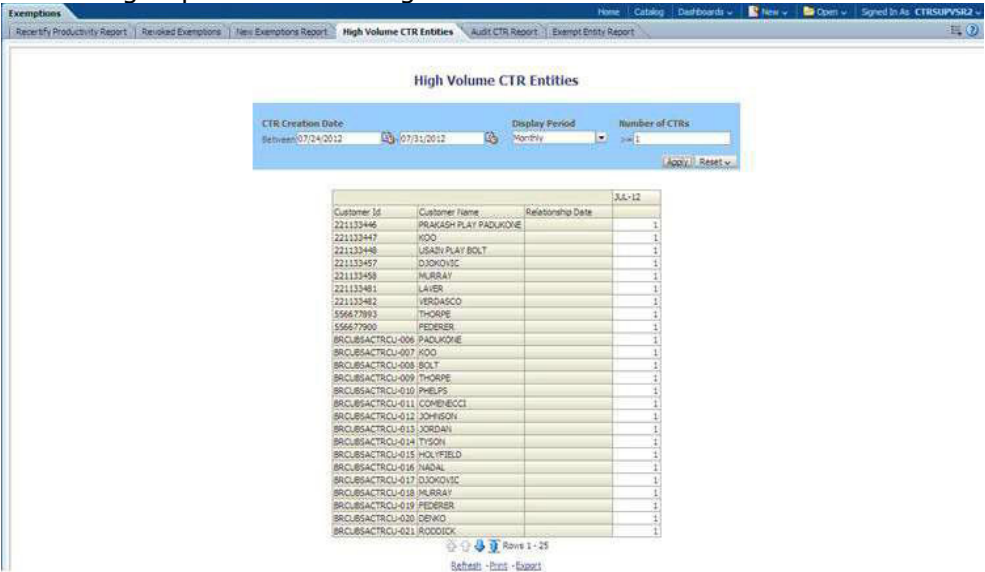 Exemptions
Home Catalog Dashboards New Open Signed In As CTRSUPVSR2
Recertify Productivity Report Revoked Exemptions New Exemptions Report High Volume CTR Entities Audit CTR Report Exempt Entity Report
High Volume CTR Entities
CTR Creation Date Display Period Number of CTRs
Between 07/24/2012 - 07/31/2012 Monthly >= 1
Apply Reset
JUL-12
Customer Id Customer Name Relationship Date
221133446 PRAKASH PLAY PADUKONE 1
221133447 KOO 1
221133448 USAIN PLAY BOLT 1
221133457 DJOKOVIC 1
221133458 MURRAY 1
221133481 LAVER 1
221133482 VERDASCO 1
556677893 THORPE 1
556677900 FEDERER 1
BRCUBSACTRCU-006 PADUKONE 1
BRCUBSACTRCU-007 KOO 1
BRCUBSACTRCU-008 BOLT 1
BRCUBSACTRCU-009 THORPE 1
BRCUBSACTRCU-010 PHELPS 1
BRCUBSACTRCU-011 COMENECCI 1
BRCUBSACTRCU-012 JOHNSON 1
BRCUBSACTRCU-013 JORDAN 1
BRCUBSACTRCU-014 TYSON 1
BRCUBSACTRCU-015 HOLYFIELD 1
BRCUBSACTRCU-016 NADAL 1
BRCUBSACTRCU-017 DJOKOVIC 1
BRCUBSACTRCU-018 MURRAY 1
BRCUBSACTRCU-019 FEDERER 1
BRCUBSACTRCU-020 DENKO 1
BRCUBSACTRCU-021 RODDICK 1
Rows 1 - 25
Refresh - Print - Export